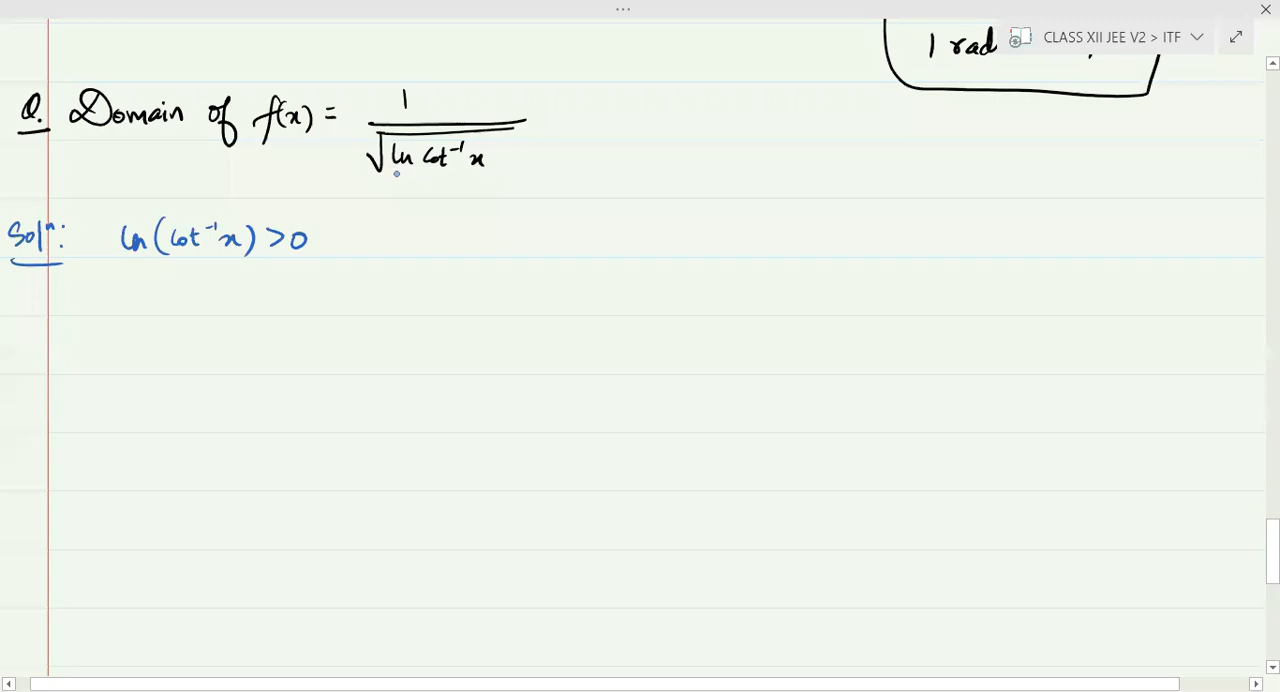 ...
1 rad
CLASS XII JEE V2 > ITF
Q. Domain of f(x) = 1 / √(ln cot⁻¹x)
Solⁿ: ln(cot⁻¹x) > 0